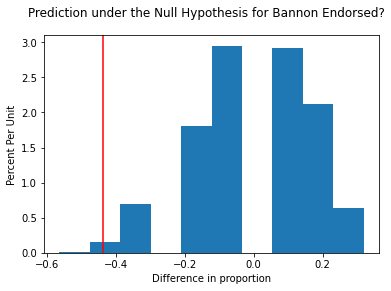 Prediction under the Null Hypothesis for Bannon Endorsed?
3.0
2.5
2.0
1.5
1.0
0.5
0.0
Percent Per Unit
−0.6 −0.4 −0.2 0.0 0.2
Difference in proportion